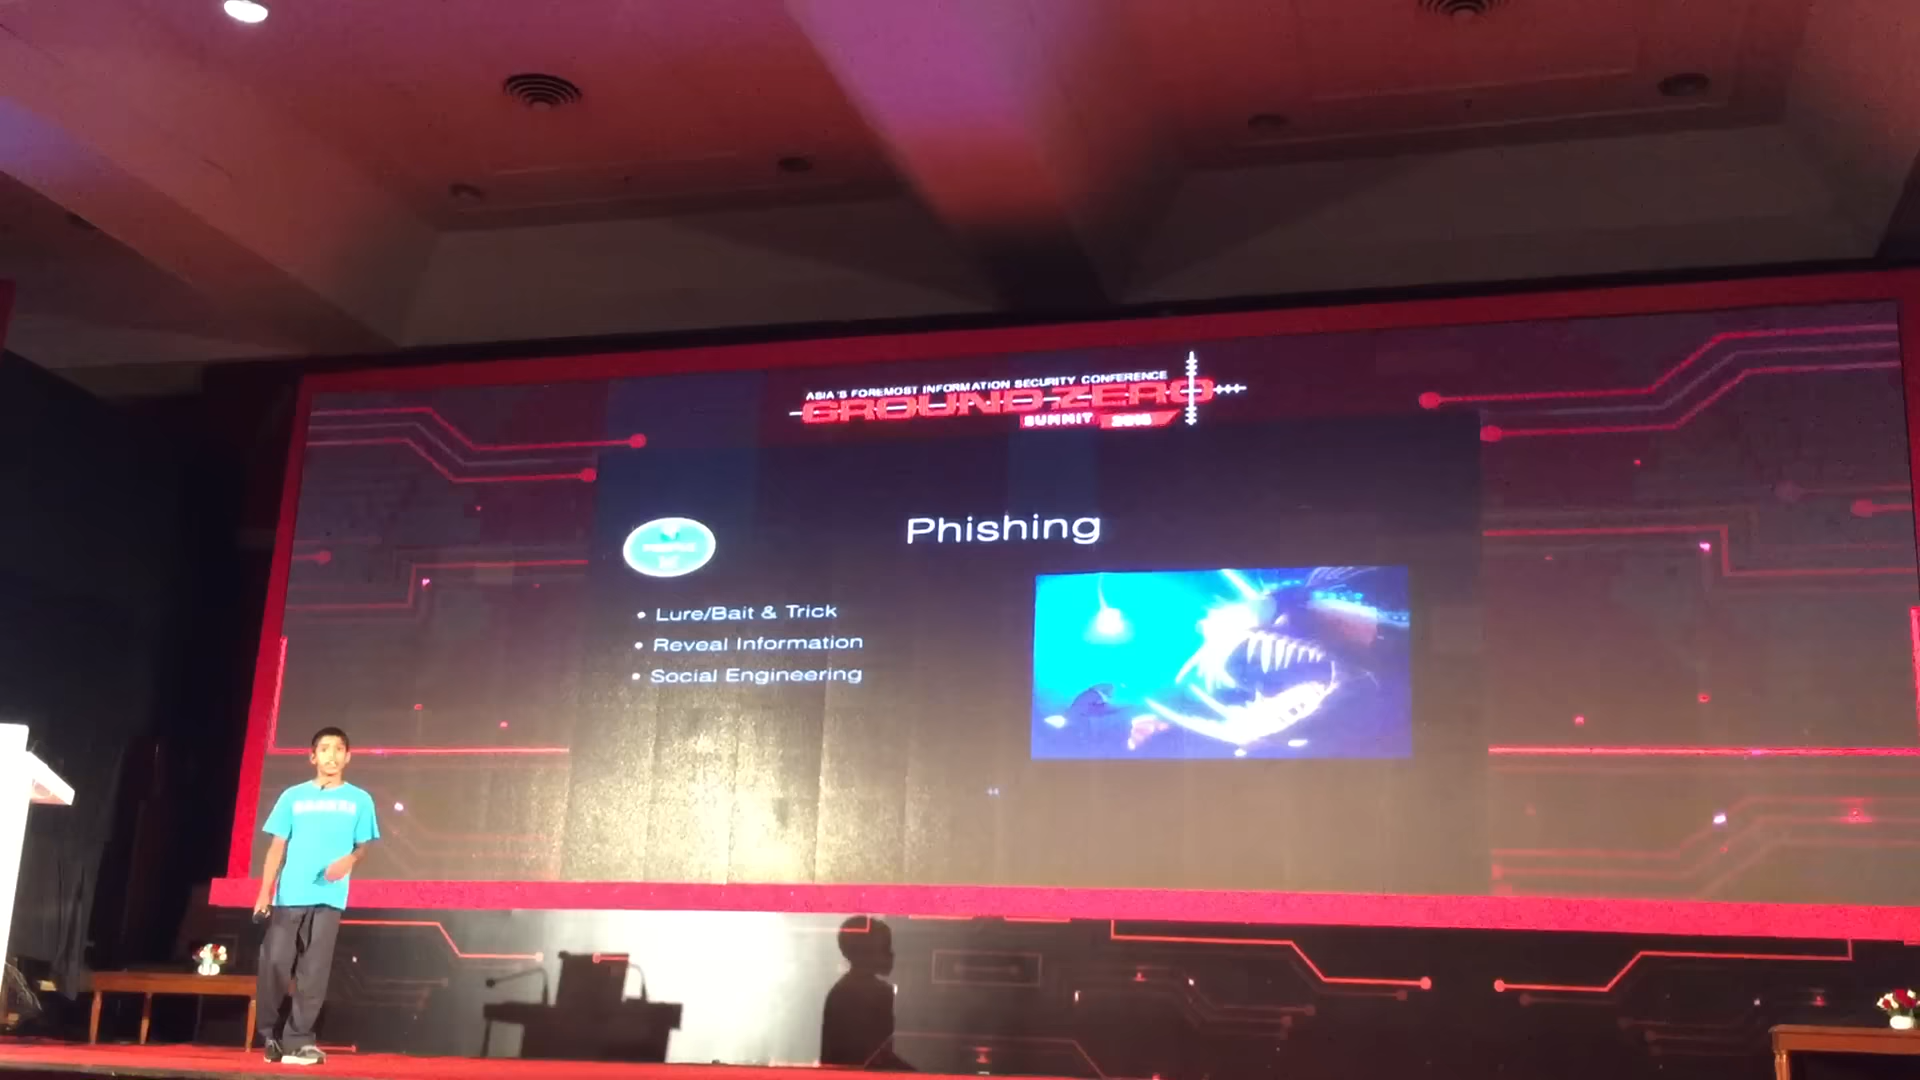 ASIA'S FOREMOST INFORMATION SECURITY CONFERENCE
GROUND ZERO
SUMMIT
Phishing
• Lure/Bait & Trick
• Reveal Information
• Social Engineering